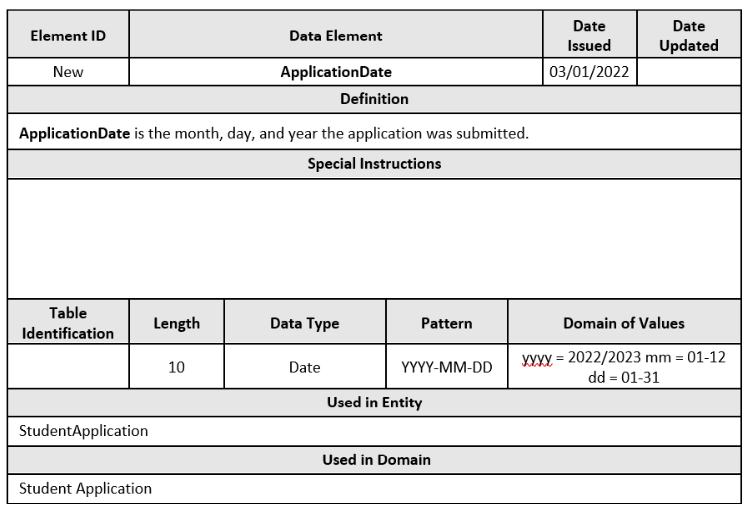 Element ID Data Element Date Issued Date Updated
New ApplicationDate 03/01/2022
Definition
ApplicationDate is the month, day, and year the application was submitted.
Special Instructions
Table Identification Length Data Type Pattern Domain of Values
10 Date YYYY-MM-DD yyyy = 2022/2023 mm = 01-12
dd = 01-31
Used in Entity
StudentApplication
Used in Domain
Student Application